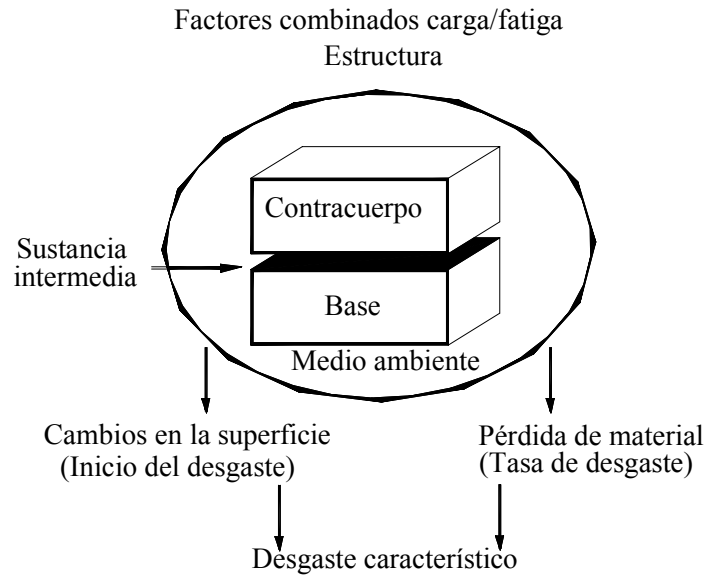 Factores combinados carga/fatiga
Estructura
Contracuerpo
Sustancia
intermedia
Base
Medio ambiente
Cambios en la superficie
(Inicio del desgaste)
Pérdida de material
(Tasa de desgaste)
Desgaste característico